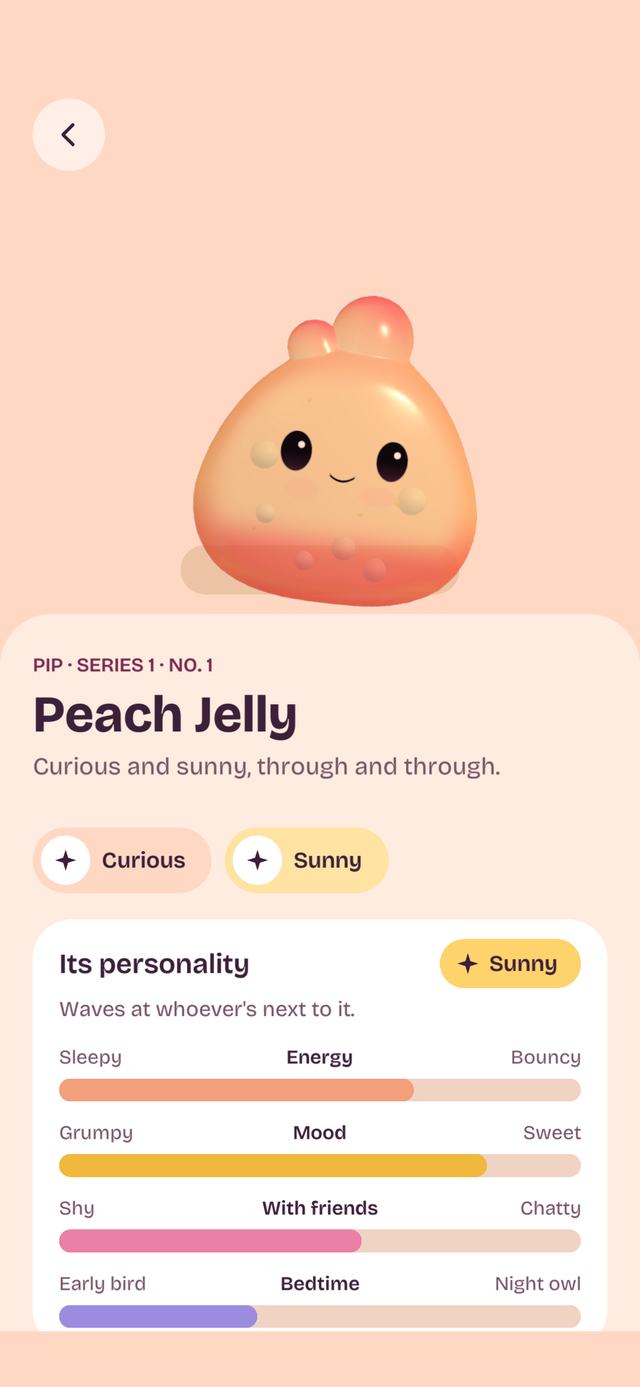 PIP · SERIES 1 · NO. 1
Peach Jelly
Curious and sunny, through and through.
Curious
Sunny
Its personality
Sunny
Waves at whoever's next to it.
Sleepy Energy Bouncy
Grumpy Mood Sweet
Shy With friends Chatty
Early bird Bedtime Night owl